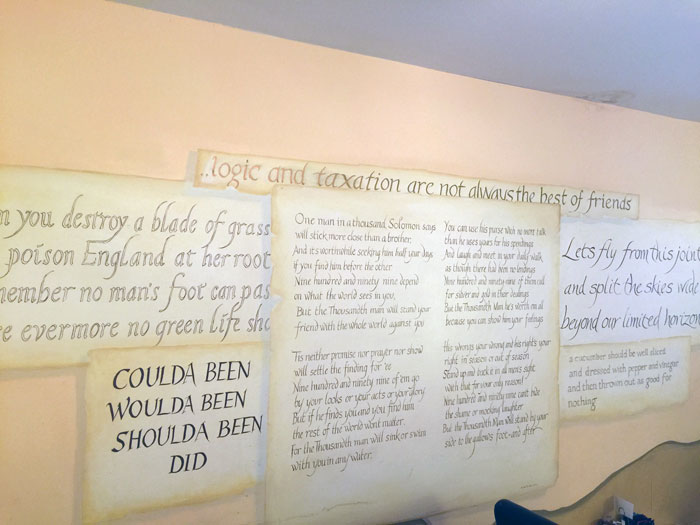 ..logic and taxation are not always the best of friends
n you destroy a blade of grass
poison England at her root
member no man's foot can pas
e evermore no green life sho
COULDA BEEN
WOULDA BEEN
SHOULDA BEEN
DID
One man in a thousand Solomon says
will stick more close than a brother,
And it's worthwhile seeking him half your days
if you find him before the other
Nine hundred and ninety nine depend
on what the world sees in you,
But the Thousandth man will stand your
friend with the whole world against you
'Tis neither promise nor prayer nor show
will settle the finding for 'ee
Nine hundred and ninety nine of 'em go
by your looks or your acts or your glory
But if he finds you and you find him
the rest of the world won't matter.
For the Thousandth man will sink or swim
with you in any water.
You can use his purse with no more talk
than he uses yours for his spendings
And laugh and meet in your daily walk,
as though there had been no lendings
Nine hundred and ninety nine of them call
for silver and gold in their dealings
But the Thousandth Man he's worth 'em all
because you can show him your feelings
His wrongs your wrong and his rights your
right in season or out of season
Stand up and back it in all men's sight
with that for your only reason!
Nine hundred and ninety nine cant bide
the shame or mocking laughter
But the Thousandth Man will stand by your
side to the gallows foot-and after
Lets fly from this joint
and split the skies wide
beyond our limited horizon
a cucumber should be well sliced
and dressed with pepper and vinegar
and then thrown out as good for
nothing